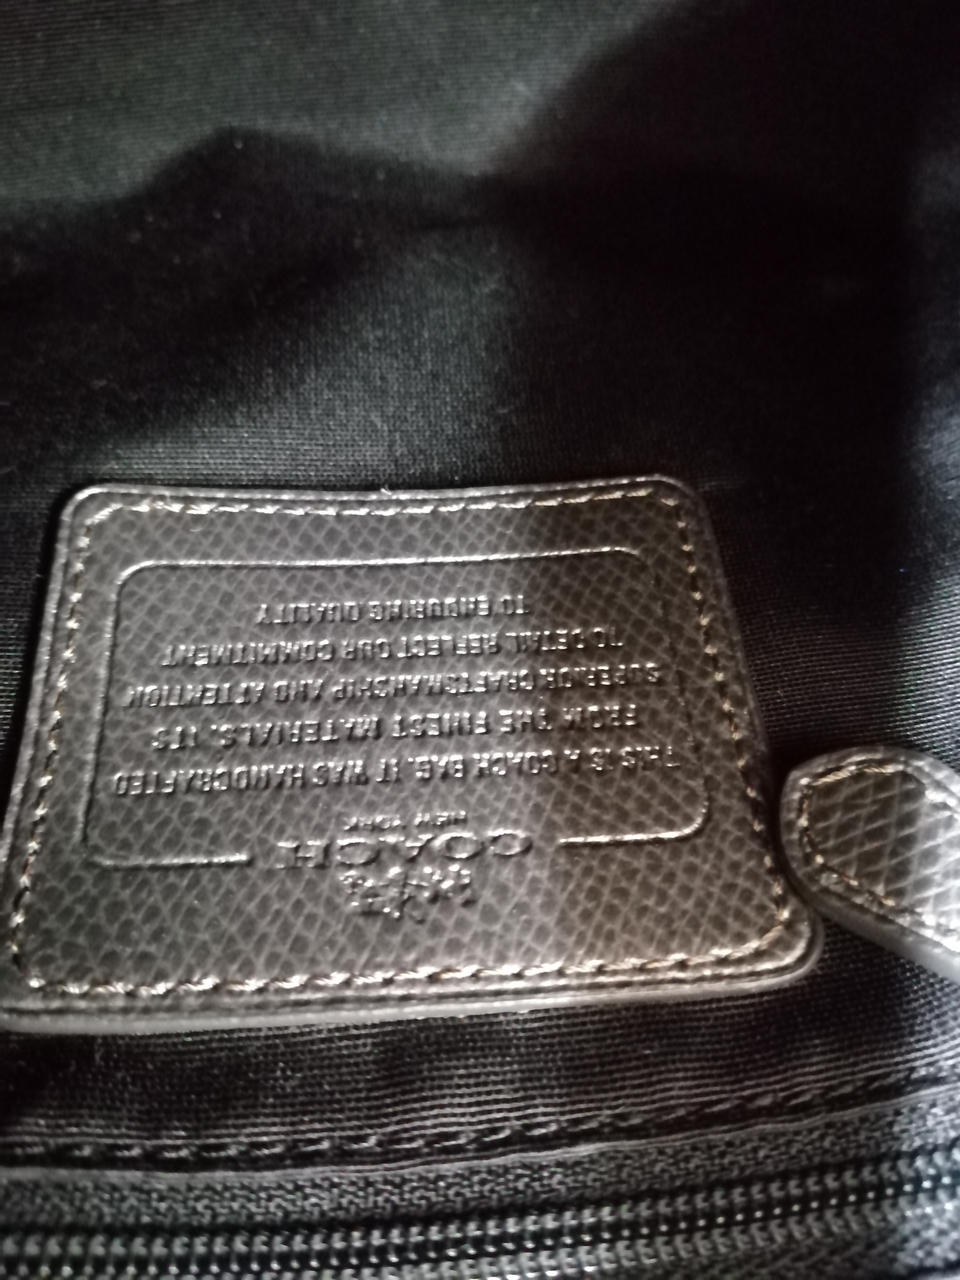 COACH
NEW YORK
THIS IS A COACH BAG. IT WAS HANDCRAFTED
FROM THE FINEST MATERIALS. ITS
SUPERIOR CRAFTSMANSHIP AND ATTENTION
TO DETAIL REFLECT OUR COMMITMENT
TO ENDURING QUALITY